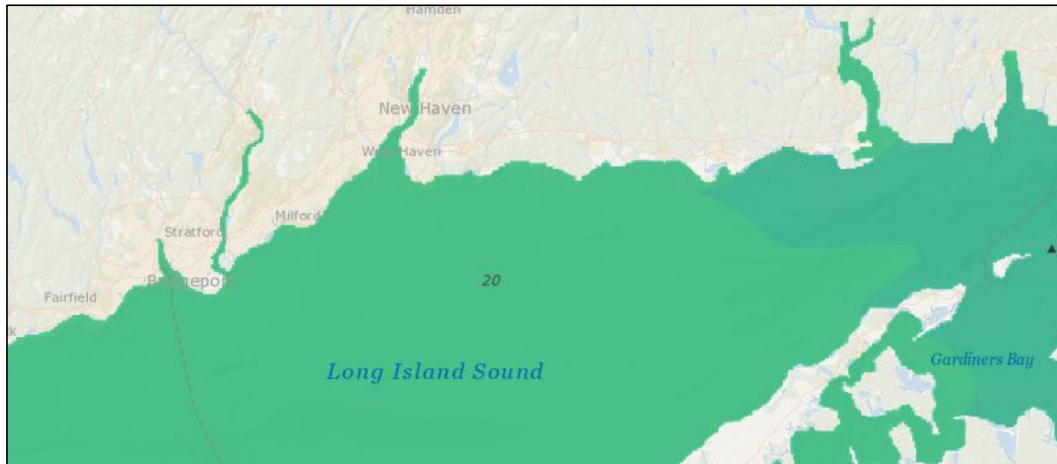 Hamden
New Haven
West Haven
Milford
Stratford
Bridgeport
Fairfield
k
20
Long Island Sound
Gardiners Bay